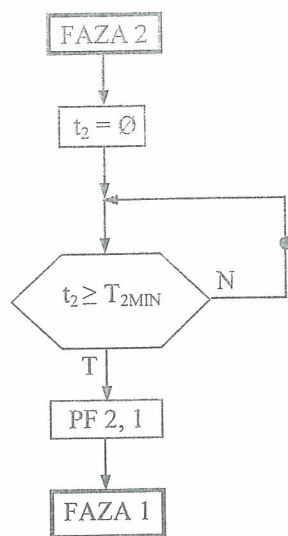 FAZA 2
t₂ = Ø
t₂ ≥ T₂MIN
N
T
PF 2, 1
FAZA 1